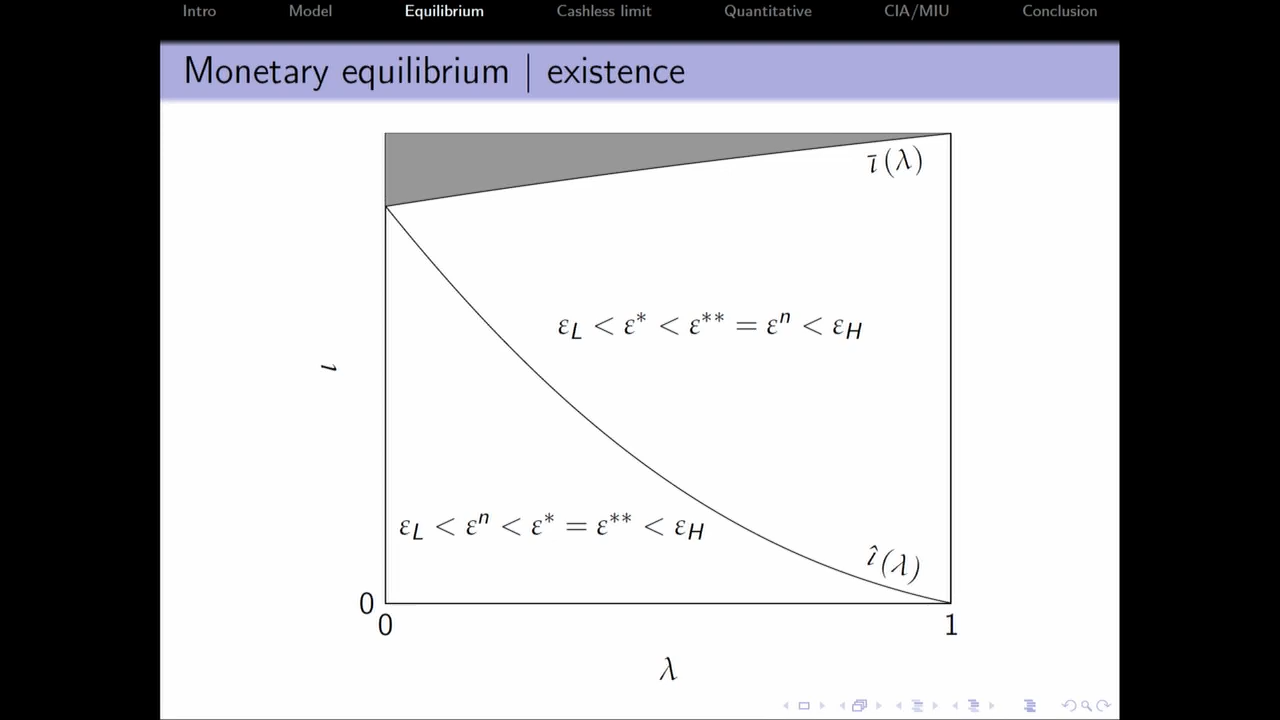 Intro Model Equilibrium Cashless limit Quantitative CIA/MIU Conclusion
Monetary equilibrium | existence
ῑ(λ)
ε_L < ε* < ε** = ε^n < ε_H
ι
ε_L < ε^n < ε* = ε** < ε_H
ι̂(λ)
0
0 1
λ